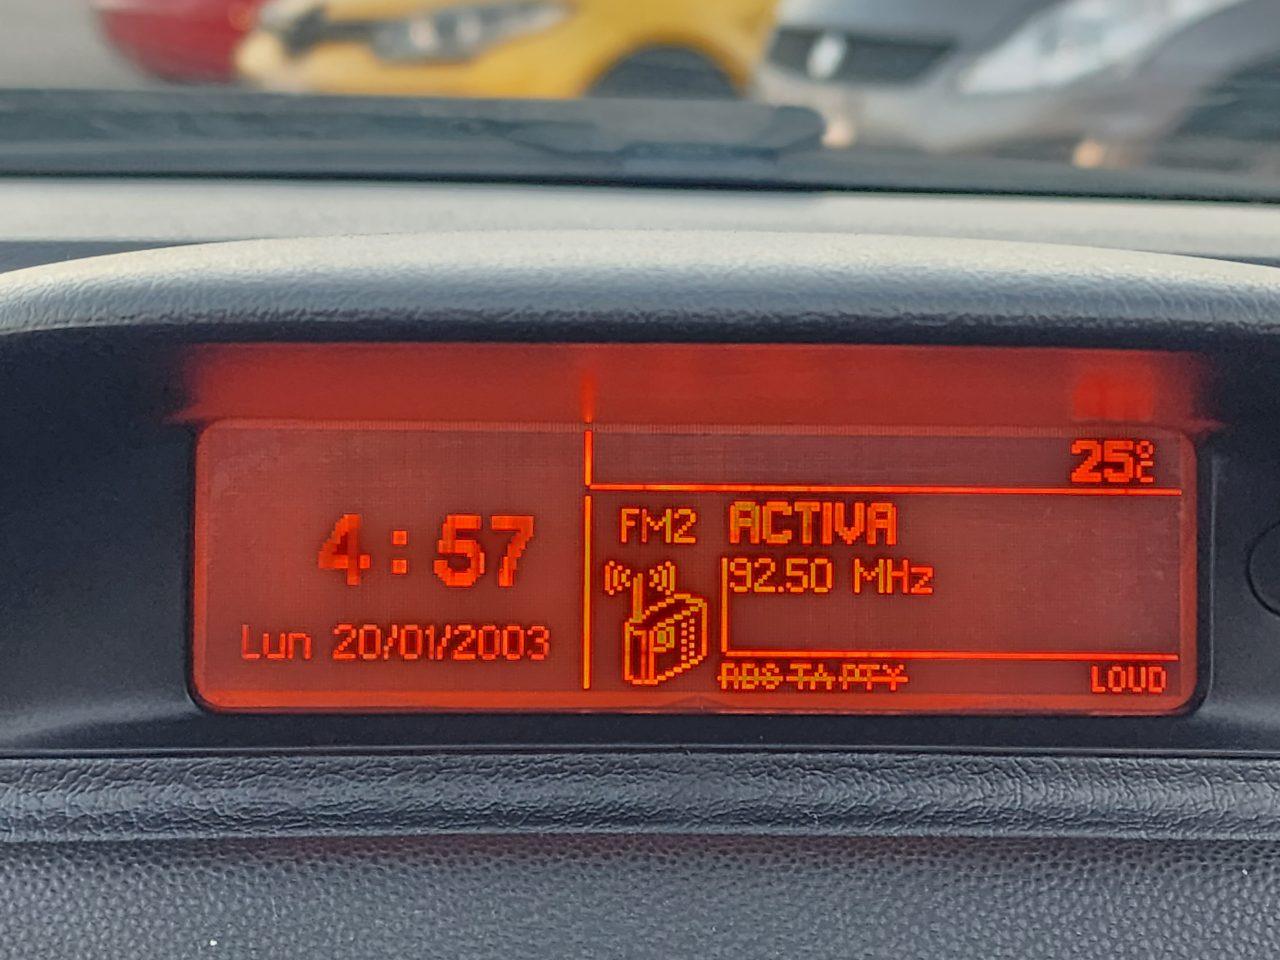 25°C
4:57
FM2 ACTIVA
92.50 MHz
Lun 20/01/2003
RDS TA PTY
LOUD